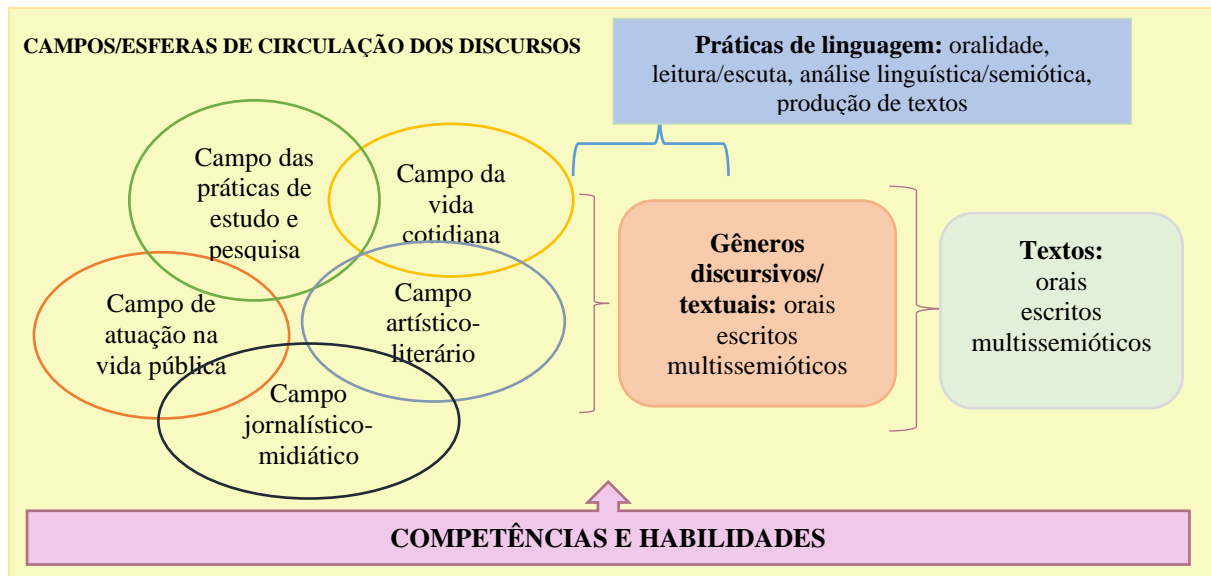 CAMPOS/ESFERAS DE CIRCULAÇÃO DOS DISCURSOS
Práticas de linguagem: oralidade,
leitura/escuta, análise linguística/semiótica,
produção de textos
Campo das
práticas de
estudo e
pesquisa
Campo da
vida
cotidiana
Campo de
atuação na
vida pública
Campo
artístico-
literário
Campo
jornalístico-
midiático
Gêneros
discursivos/
textuais: orais
escritos
multissemióticos
Textos:
orais
escritos
multissemióticos
COMPETÊNCIAS E HABILIDADES